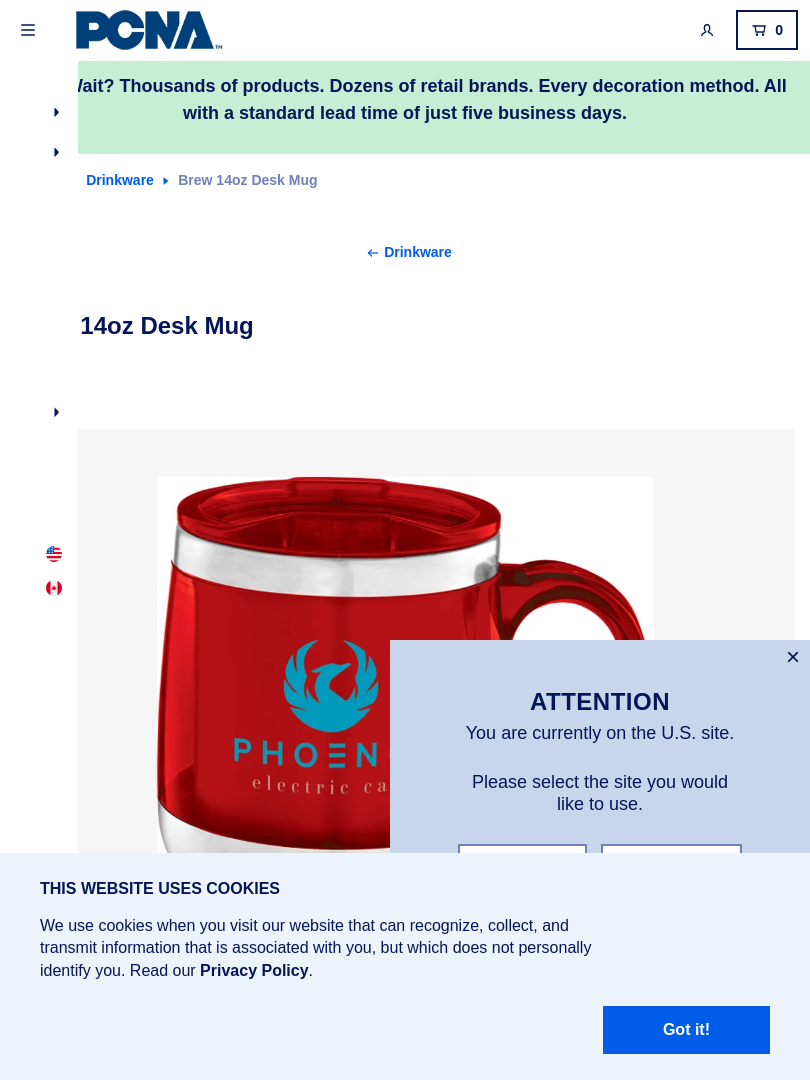 PCNA
0
Wait? Thousands of products. Dozens of retail brands. Every decoration method. All
with a standard lead time of just five business days.
Drinkware
Brew 14oz Desk Mug
Drinkware
14oz Desk Mug
PHOEN
electric ca
ATTENTION
You are currently on the U.S. site.
Please select the site you would
like to use.
THIS WEBSITE USES COOKIES
We use cookies when you visit our website that can recognize, collect, and
transmit information that is associated with you, but which does not personally
identify you. Read our Privacy Policy.
Got it!